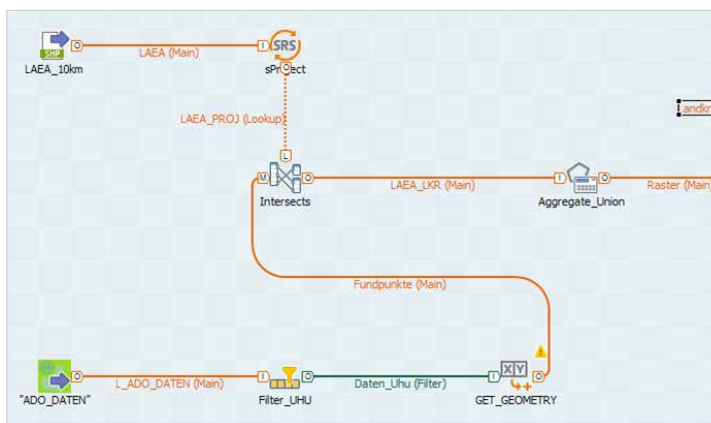 LAEA (Main)
SHP
SRS
LAEA_10km
LAEA_PROJ (Lookup)
L
M
O
LAEA_LKR (Main)
I
O
Raster (Main)
Intersects
Aggregate_Union
Fundpunkte (Main)
XY
L_ADO_DATEN (Main)
I
O
Daten_Uhu (Filter)
I
O
"ADO_DATEN"
Filter_UHU
GET_GEOMETRY